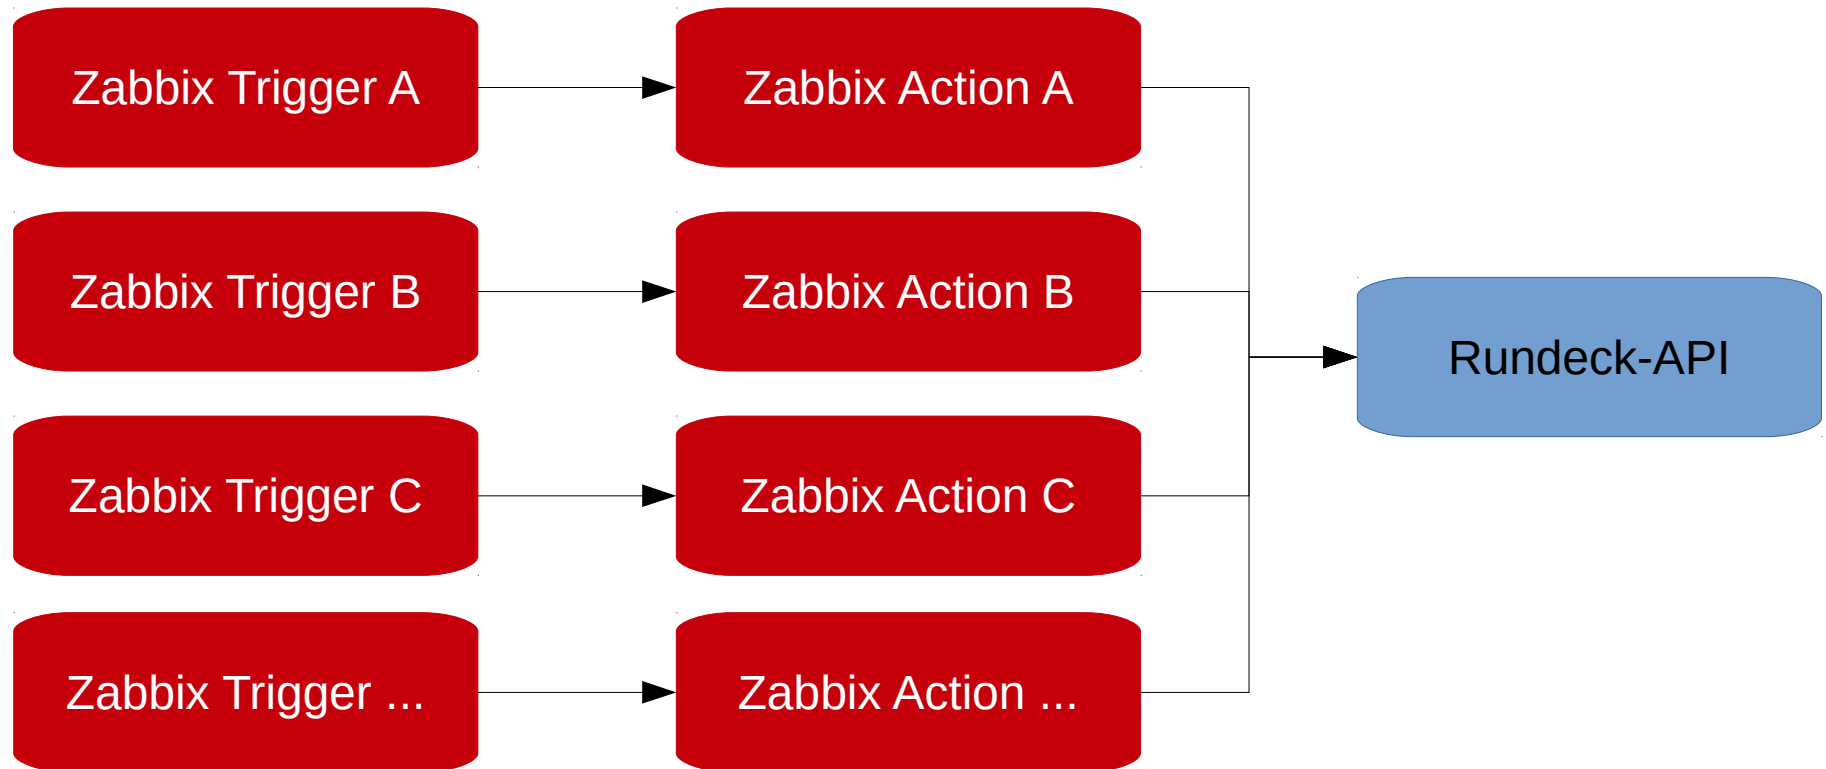 Zabbix Trigger A
Zabbix Action A
Zabbix Trigger B
Zabbix Action B
Rundeck-API
Zabbix Trigger C
Zabbix Action C
Zabbix Trigger ...
Zabbix Action ...